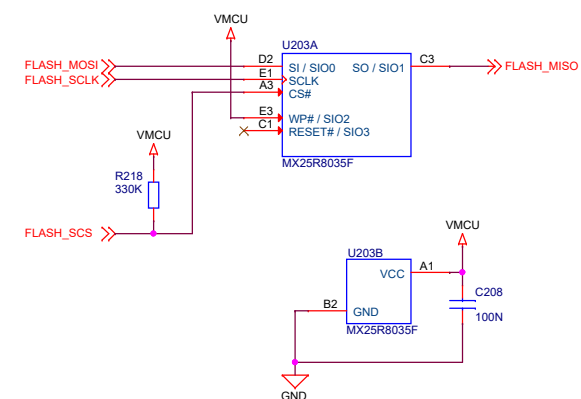 VMCU
U203A
FLASH_MOSI
D2
SI / SIO0
SO / SIO1
C3
FLASH_MISO
FLASH_SCLK
E1
SCLK
A3
CS#
E3
WP# / SIO2
C1
RESET# / SIO3
MX25R8035F
VMCU
R218
330K
FLASH_SCS
VMCU
U203B
VCC
A1
B2
GND
MX25R8035F
C208
100N
GND